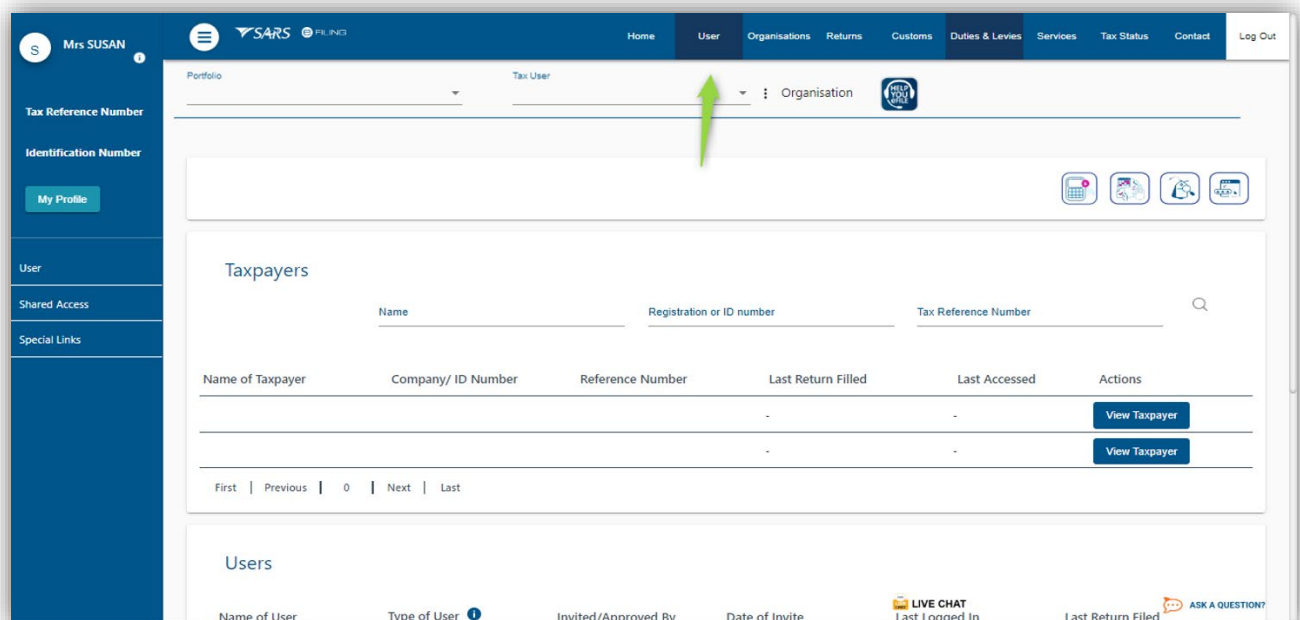 S Mrs SUSAN
i
Tax Reference Number
Identification Number
My Profile
User
Shared Access
Special Links
SARS eFILING
Home User Organisations Returns Customs Duties & Levies Services Tax Status Contact Log Out
Portfolio Tax User
Organisation
HELP YOU eFILE
Taxpayers
Name Registration or ID number Tax Reference Number
Name of Taxpayer Company/ ID Number Reference Number Last Return Filled Last Accessed Actions
- - View Taxpayer
- - View Taxpayer
First | Previous | 0 | Next | Last
Users
LIVE CHAT ASK A QUESTION?
Name of User Type of User i Invited/Approved By Date of Invite Last Logged In Last Return Filed